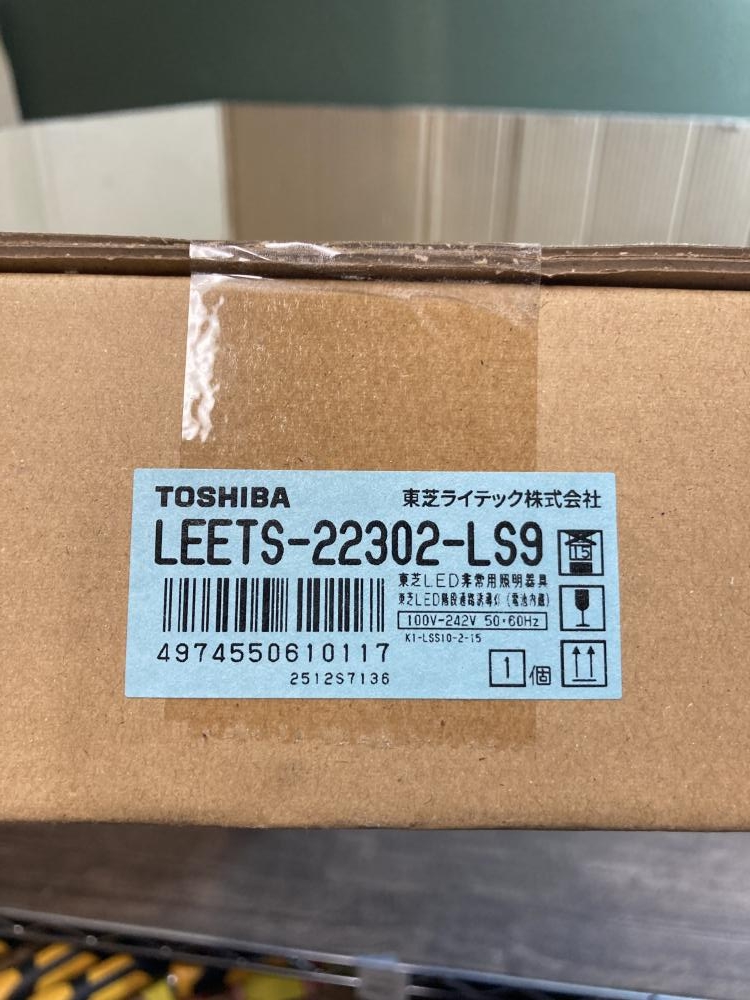 TOSHIBA 東芝ライテック株式会社
LEETS-22302-LS9
15
東芝LED非常用照明器具
東芝LED階段通路誘導灯(電池内蔵)
100V-242V 50・60Hz
K1-LSS10-2-15
4974550610117
1個
2512S7136